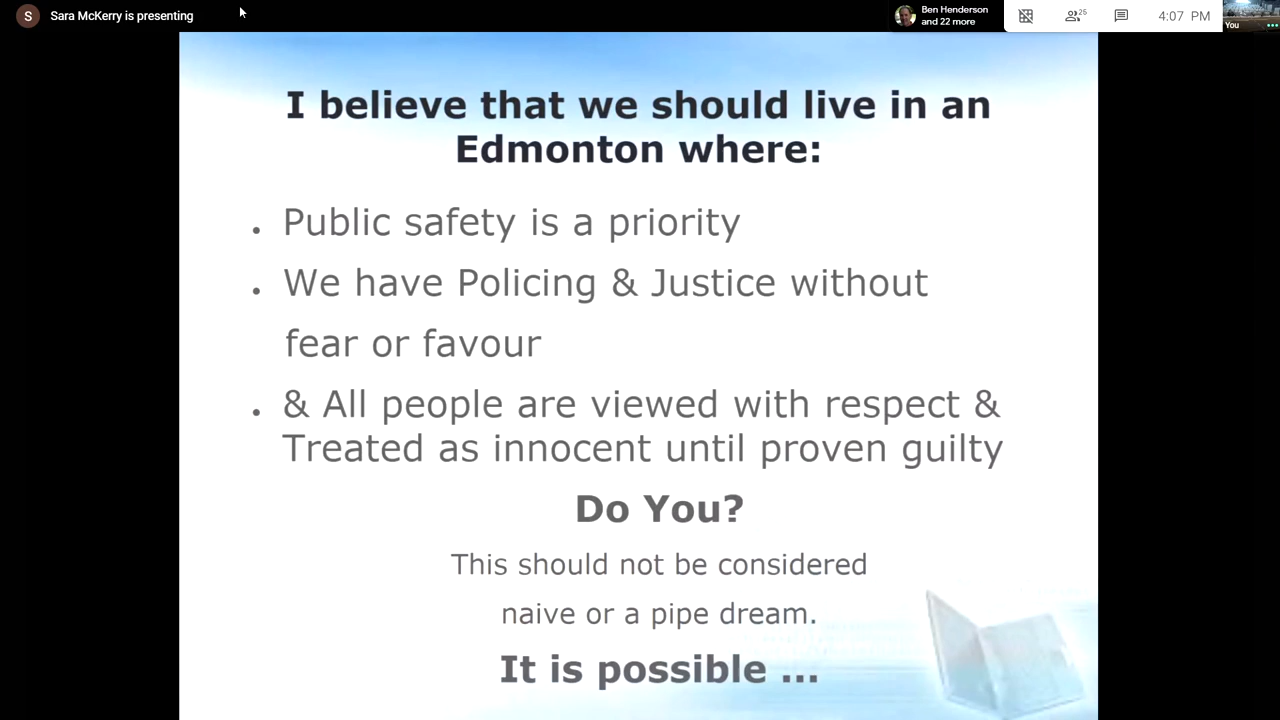 S Sara McKerry is presenting
Ben Henderson
and 22 more
26
4:07 PM
You
I believe that we should live in an
Edmonton where:
. Public safety is a priority
. We have Policing & Justice without
fear or favour
. & All people are viewed with respect &
Treated as innocent until proven guilty
Do You?
This should not be considered
naive or a pipe dream.
It is possible ...